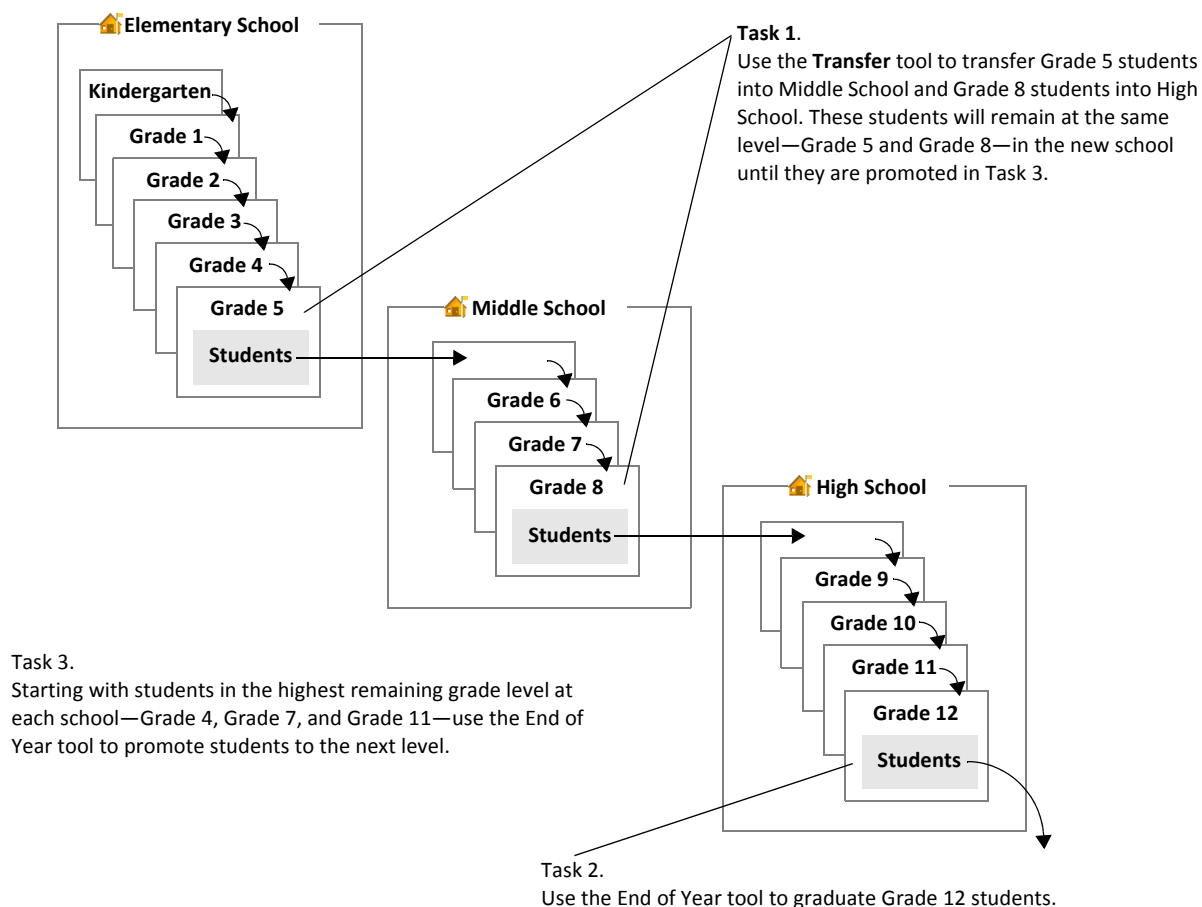 Elementary School
Kindergarten
Grade 1
Grade 2
Grade 3
Grade 4
Grade 5
Students
Task 1.
Use the Transfer tool to transfer Grade 5 students
into Middle School and Grade 8 students into High
School. These students will remain at the same
level—Grade 5 and Grade 8—in the new school
until they are promoted in Task 3.
Middle School
Grade 6
Grade 7
Grade 8
Students
High School
Grade 9
Grade 10
Grade 11
Grade 12
Students
Task 3.
Starting with students in the highest remaining grade level at
each school—Grade 4, Grade 7, and Grade 11—use the End of
Year tool to promote students to the next level.
Task 2.
Use the End of Year tool to graduate Grade 12 students.